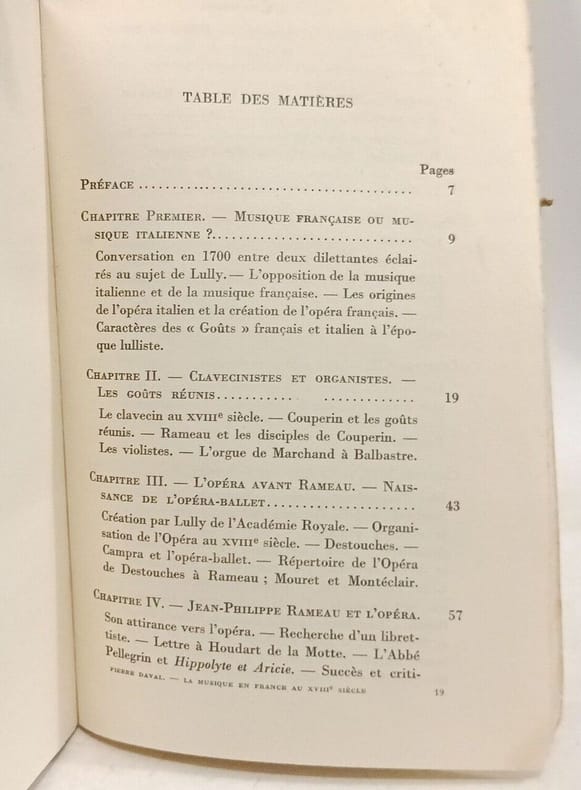 TABLE DES MATIÈRES
Pages
PRÉFACE ........................................ 7
CHAPITRE PREMIER. — MUSIQUE FRANÇAISE OU MU-
SIQUE ITALIENNE ?.............................. 9
Conversation en 1700 entre deux dilettantes éclai-
rés au sujet de Lully. — L'opposition de la musique
italienne et de la musique française. — Les origines
de l'opéra italien et la création de l'opéra français. —
Caractères des « Goûts » français et italien à l'épo-
que lulliste.
CHAPITRE II. — CLAVECINISTES ET ORGANISTES. —
LES GOÛTS RÉUNIS........... .............. 19
Le clavecin au XVIIIe siècle. — Couperin et les goûts
réunis. — Rameau et les disciples de Couperin. —
Les violistes. — L'orgue de Marchand à Balbastre.
CHAPITRE III. — L'OPÉRA AVANT RAMEAU. — NAIS-
SANCE DE L'OPÉRA-BALLET...................... 43
Création par Lully de l'Académie Royale. — Organi-
sation de l'Opéra au XVIIIe siècle. — Destouches. —
Campra et l'opéra-ballet. — Répertoire de l'Opéra
de Destouches à Rameau ; Mouret et Montéclair.
CHAPITRE IV. — JEAN-PHILIPPE RAMEAU ET L'OPÉRA. 57
Son attirance vers l'opéra. — Recherche d'un libret-
tiste. — Lettre à Houdart de la Motte. — L'Abbé
Pellegrin et Hippolyte et Aricie. — Succès et criti-
PIERRE DAVAL. — LA MUSIQUE EN FRANCE AU XVIIIe SIÈCLE 19